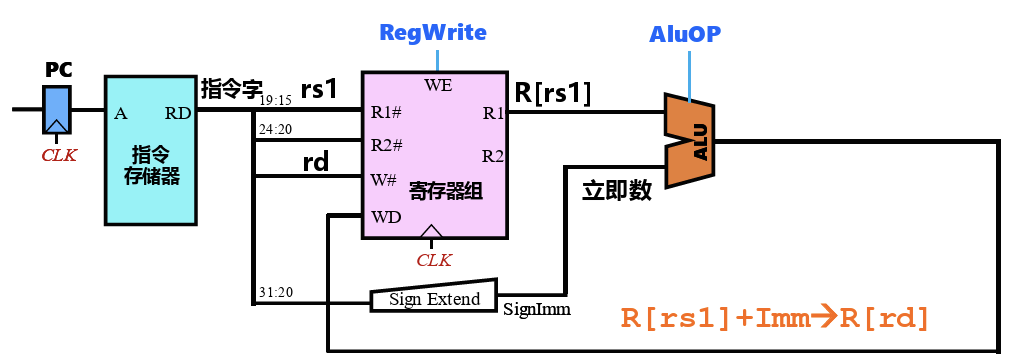 RegWrite
AluOP
PC
指令字
rs1
19:15
WE
R[rs1]
A
RD
R1#
R1
24:20
R2#
ALU
CLK
指令
存储器
rd
R2
W#
寄存器组
立即数
WD
CLK
31:20
Sign Extend
SignImm
R[rs1]+Imm→R[rd]